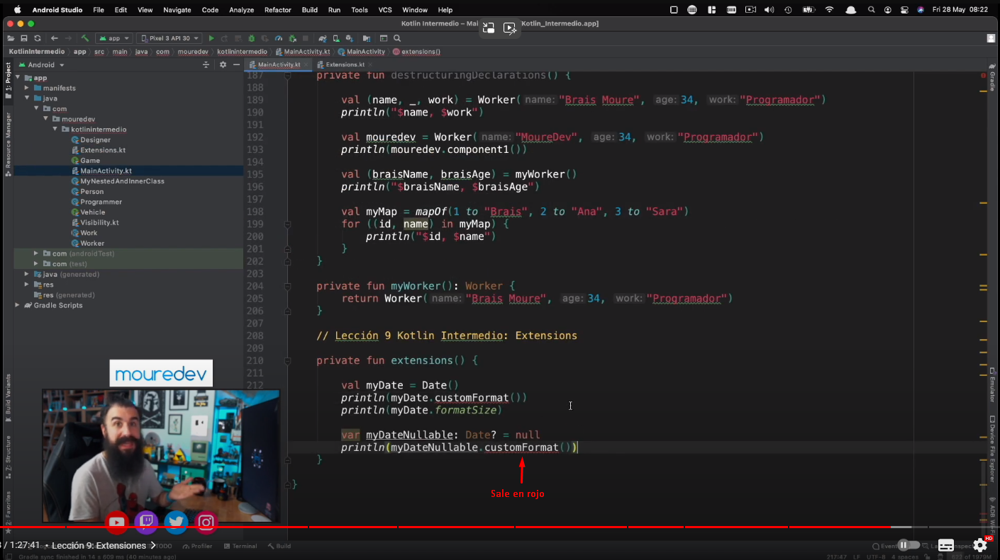 Android Studio File Edit View Navigate Code Analyze Refactor Build Run Tools VCS Window Help Fri 28 May 08:22
Kotlin Intermedio – Ma Kotlin_Intermedio.app]
app Pixel 3 API 30
KotlinIntermedio app src main java com mouredev kotlinintermedio MainActivity.kt MainActivity extensions()
Android MainActivity.kt Extensions.kt
1: Project
Resource Manager
Build Variants
Z: Structure
2: Favorites
app
manifests
java
com
mouredev
kotlinintermedio
Designer
Extensions.kt
Game
MainActivity.kt
MyNestedAndInnerClass
Person
Programmer
Vehicle
Visibility.kt
Work
Worker
com (androidTest)
com (test)
java (generated)
res
res (generated)
Gradle Scripts
187 private fun destructuringDeclarations() {
188
189 val (name, _, work) = Worker( name: "Brais Moure", age: 34, work: "Programador")
190 println("$name, $work")
191
192 val mouredev = Worker( name: "MoureDev", age: 34, work: "Programador")
193 println(mouredev.component1())
194
195 val (braisName, braisAge) = myWorker()
196 println("$braisName, $braisAge")
197
198 val myMap = mapOf(1 to "Brais", 2 to "Ana", 3 to "Sara")
199 for ((id, name) in myMap) {
200 println("$id, $name")
201 }
202 }
203
204 private fun myWorker(): Worker {
205 return Worker( name: "Brais Moure", age: 34, work: "Programador")
206 }
207
208 // Lección 9 Kotlin Intermedio: Extensions
209
210 private fun extensions() {
211
212 val myDate = Date()
println(myDate.customFormat())
println(myDate.formatSize)
var myDateNullable: Date? = null
println(myDateNullable.customFormat())
}
}
Sale en rojo
mouredev
Gradle
Emulator
Device File Explorer
ADB Wi-F
/ 1:27:41 • Lección 9: Extensiones
TODO Profiler Terminal Build Event
HD
Gradle sync finished in 14 s 609 ms (40 minutes ago) 217:47 LF UTF-8 4 spaces 822 of 1979M